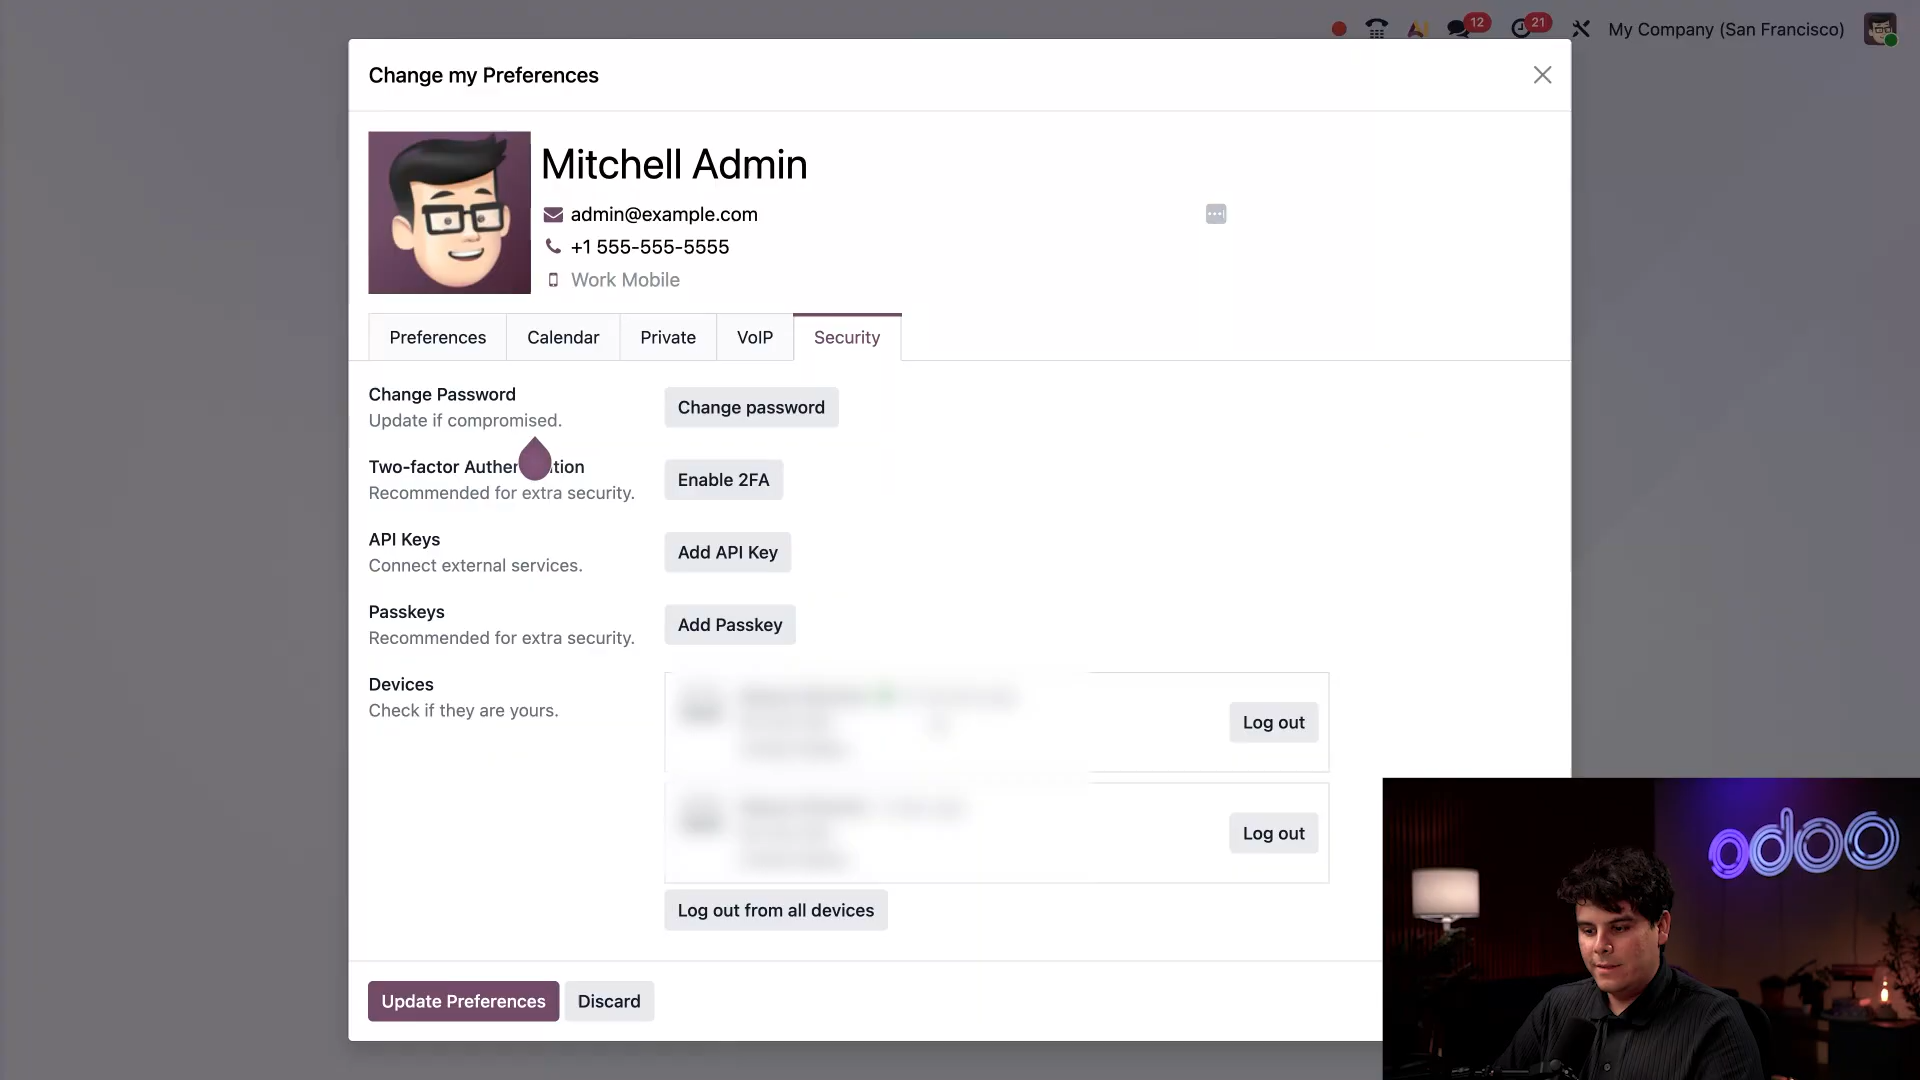 12
21
My Company (San Francisco)
Change my Preferences
Mitchell Admin
admin@example.com
+1 555-555-5555
Work Mobile
Preferences
Calendar
Private
VoIP
Security
Change Password
Update if compromised.
Change password
Two-factor
Recommended for extra security.
Enable 2FA
API Keys
Connect external services.
Add API Key
Passkeys
Recommended for extra security.
Add Passkey
Devices
Check if they are yours.
Log out
Log out
Log out from all devices
Update Preferences
Discard
odoo